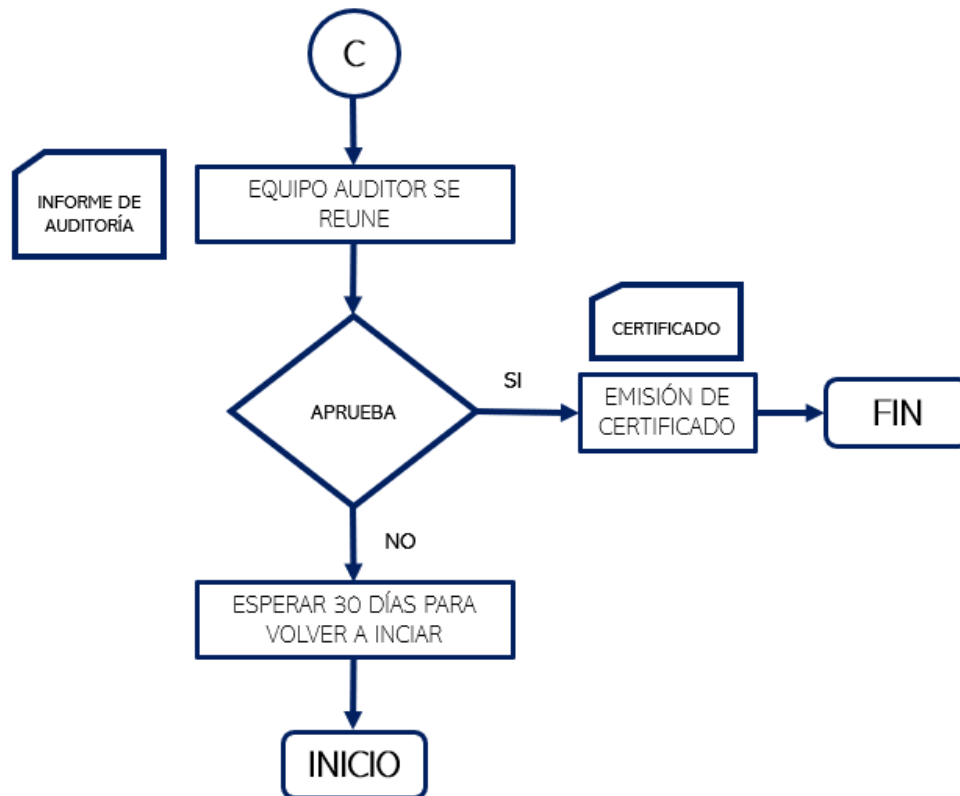 C
INFORME DE
AUDITORÍA
EQUIPO AUDITOR SE
REUNE
CERTIFICADO
APRUEBA
SI
EMISIÓN DE
CERTIFICADO
FIN
NO
ESPERAR 30 DÍAS PARA
VOLVER A INCIAR
INICIO